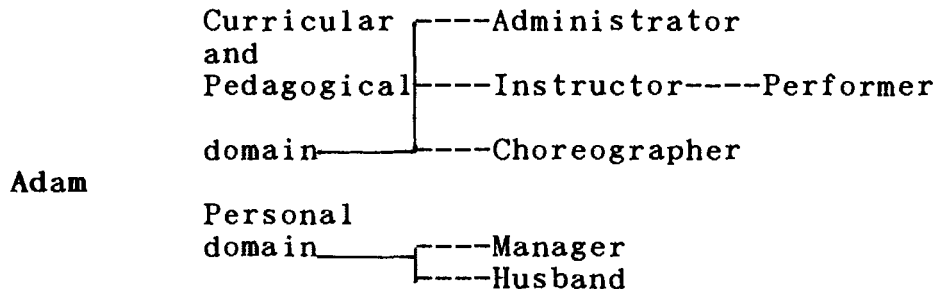 Curricular ----Administrator
and
Pedagogical ----Instructor----Performer
domain ----Choreographer
Adam
Personal
domain ----Manager
----Husband